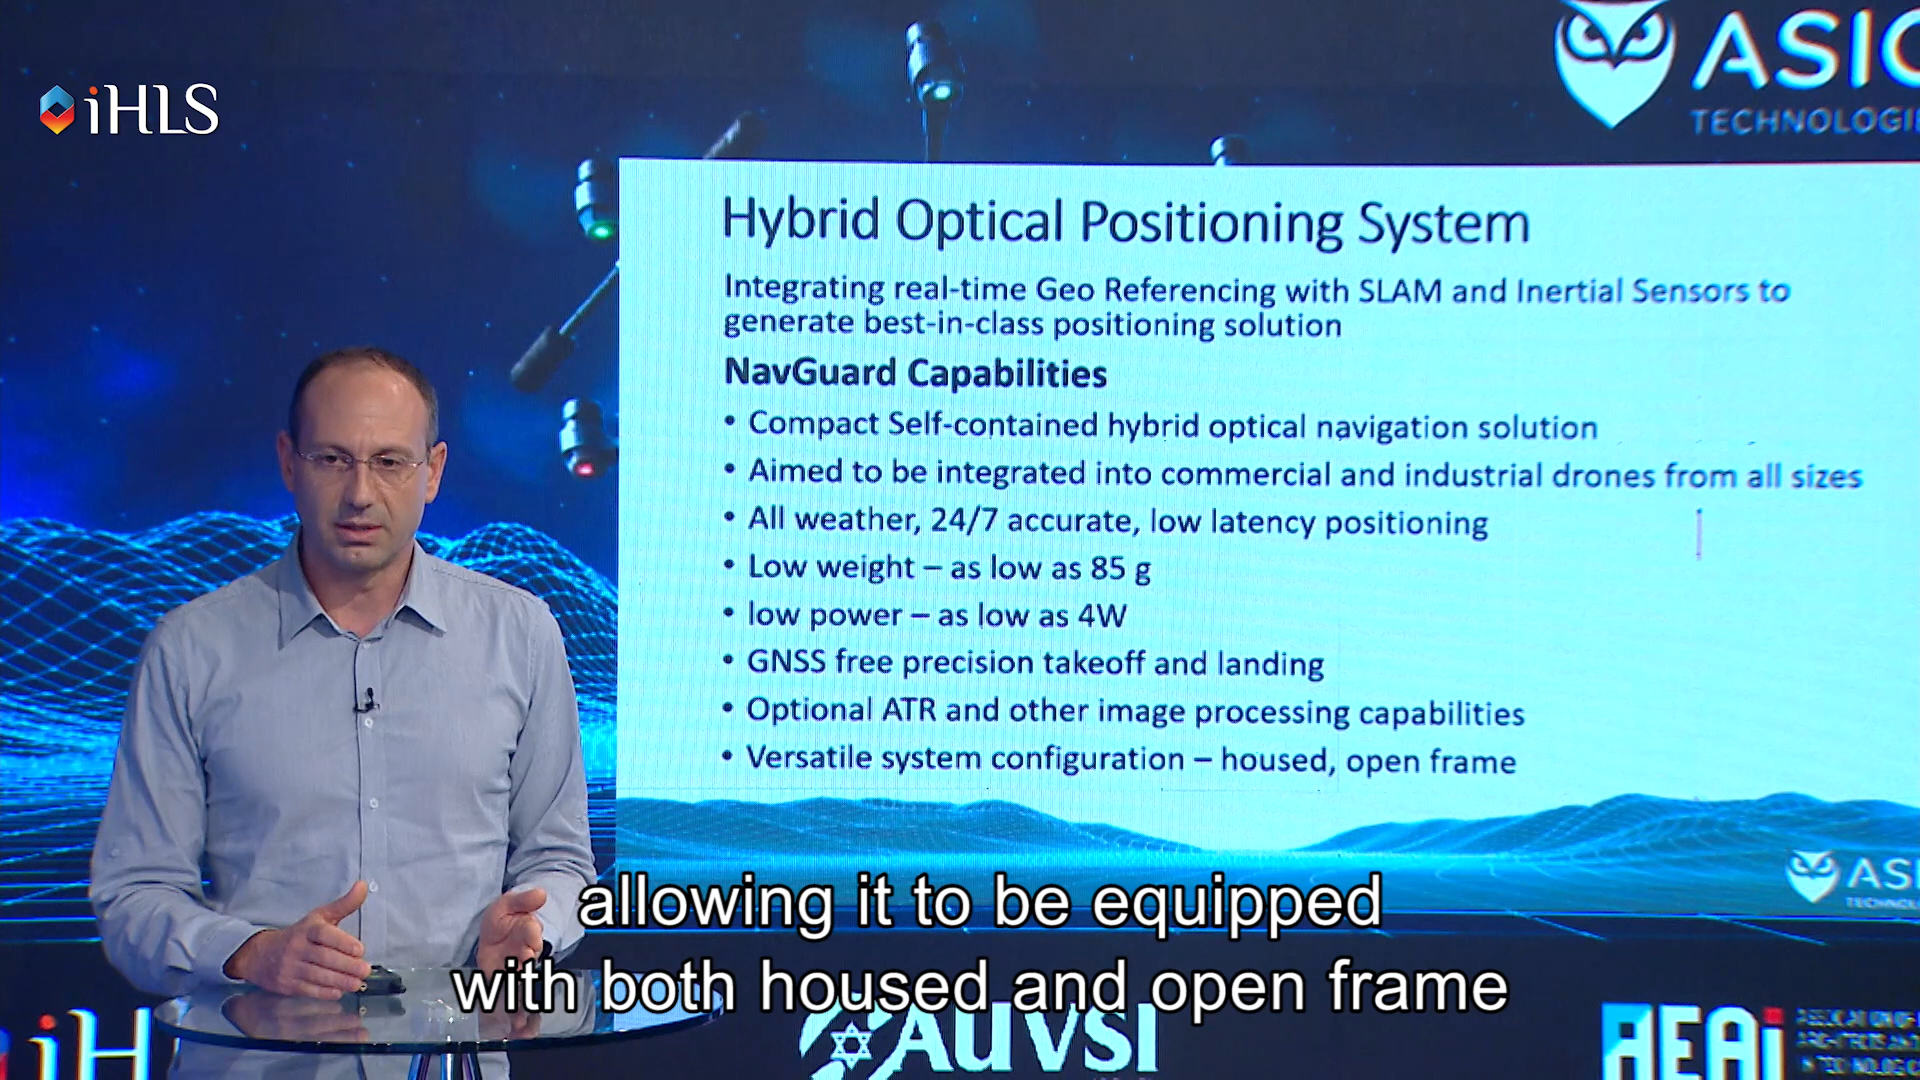 iHLS
ASIO
TECHNOLOGI
Hybrid Optical Positioning System
Integrating real-time Geo Referencing with SLAM and Inertial Sensors to
generate best-in-class positioning solution
NavGuard Capabilities
• Compact Self-contained hybrid optical navigation solution
• Aimed to be integrated into commercial and industrial drones from all sizes
• All weather, 24/7 accurate, low latency positioning
• Low weight – as low as 85 g
• low power – as low as 4W
• GNSS free precision takeoff and landing
• Optional ATR and other image processing capabilities
• Versatile system configuration – housed, open frame
ASI
allowing it to be equipped
with both housed and open frame
iH
AUVSI
AEAi